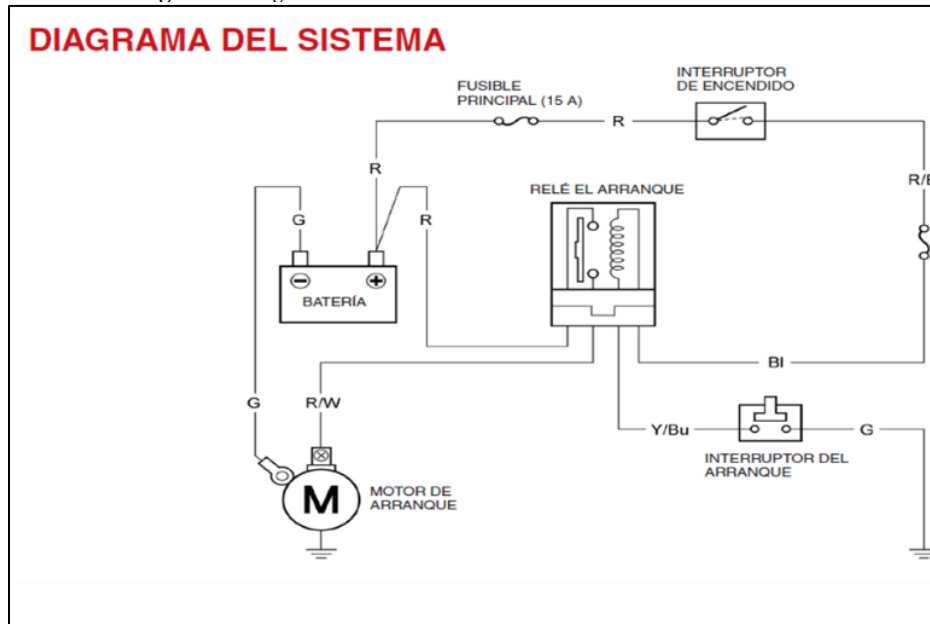 DIAGRAMA DEL SISTEMA
INTERRUPTOR
DE ENCENDIDO
FUSIBLE
PRINCIPAL (15 A)
R
R
R
G
RELÉ EL ARRANQUE
BATERÍA
Bl
G
R/W
Y/Bu
G
INTERRUPTOR DEL
ARRANQUE
M
MOTOR DE
ARRANQUE